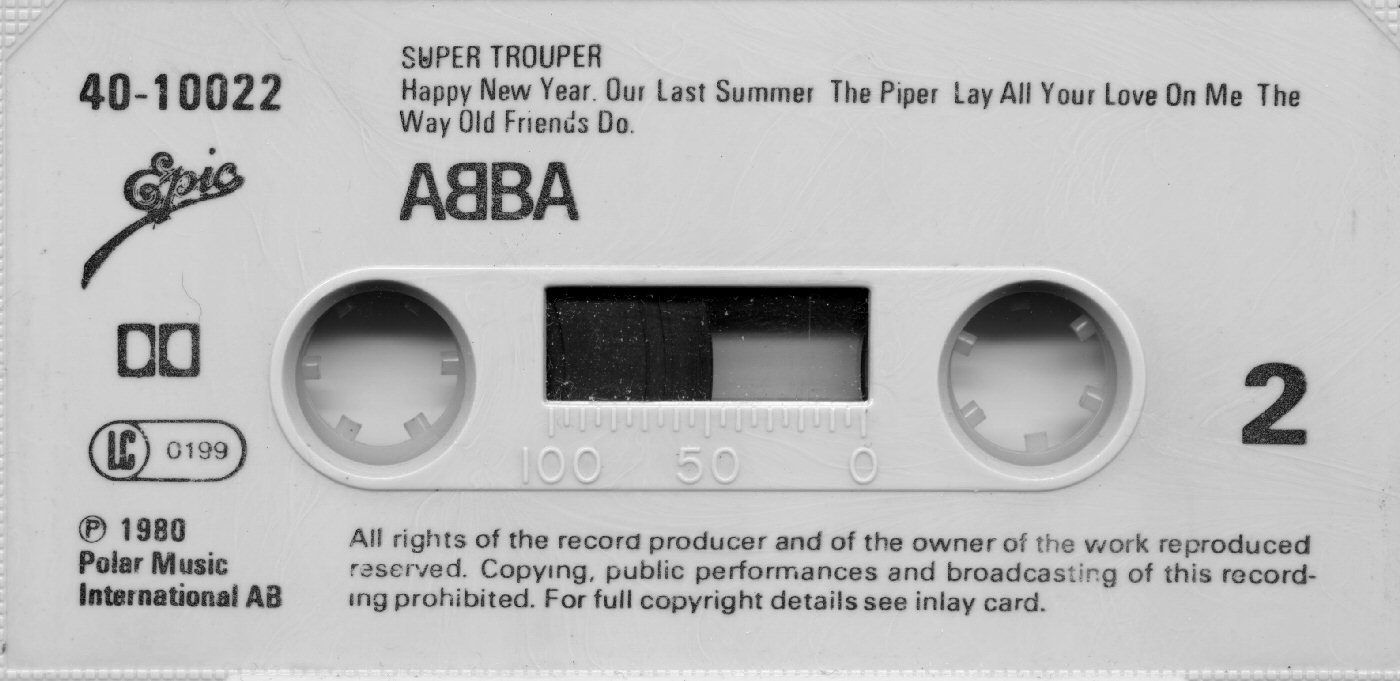 40-10022
SUPER TROUPER
Happy New Year. Our Last Summer The Piper Lay All Your Love On Me The
Way Old Friends Do.
Epic
ABBA
2
LC 0199
100 50 0
℗ 1980
Polar Music
International AB
All rights of the record producer and of the owner of the work reproduced
reserved. Copying, public performances and broadcasting of this record-
ing prohibited. For full copyright details see inlay card.